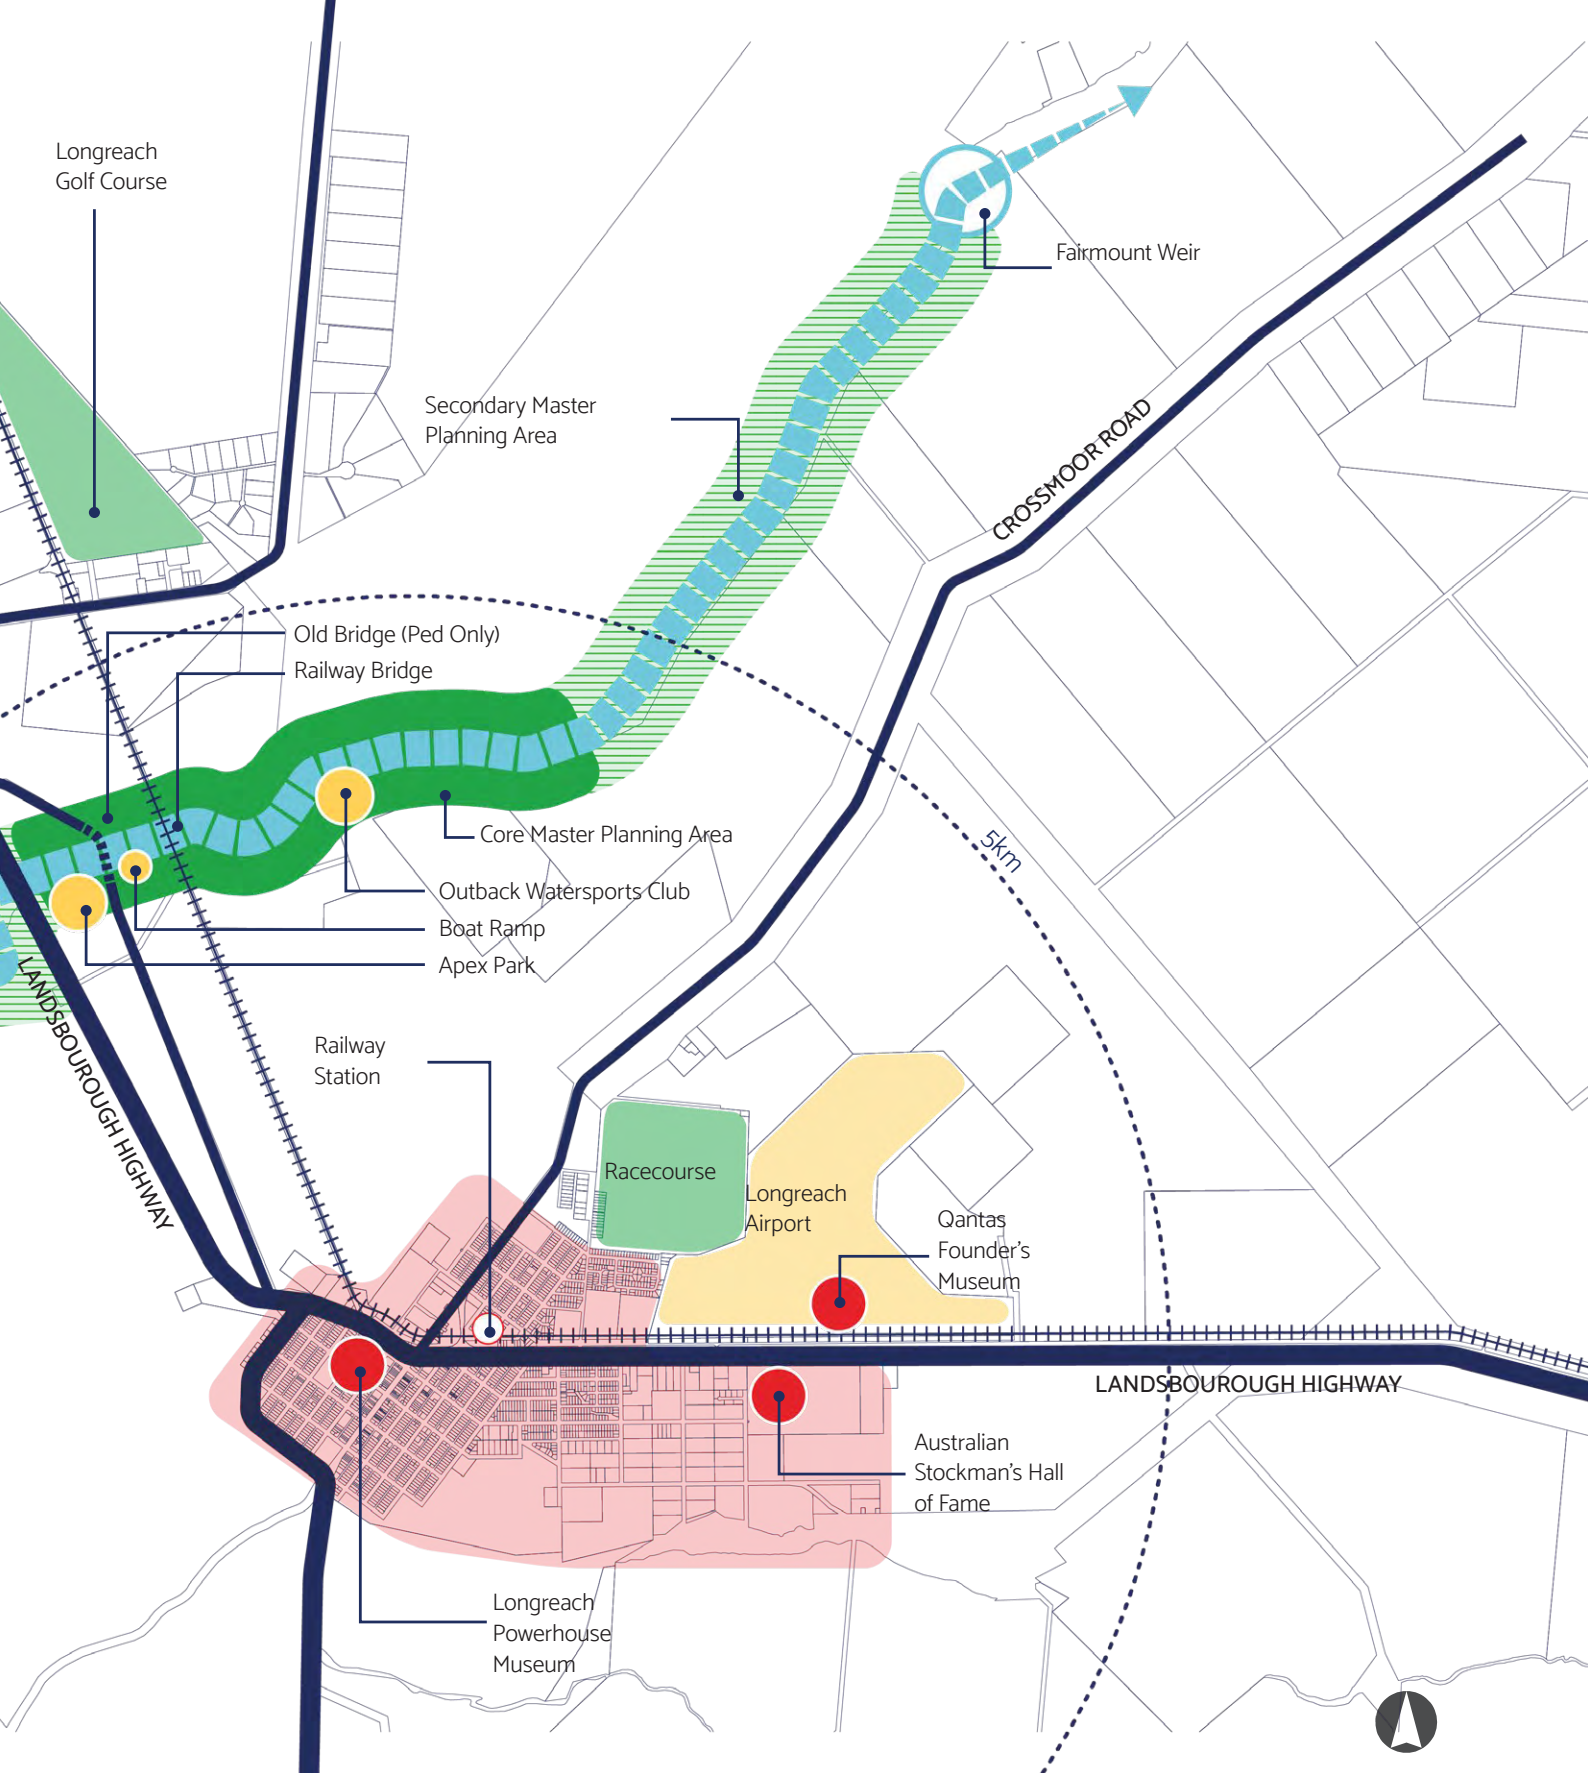 Longreach
Golf Course
Fairmount Weir
Secondary Master
Planning Area
CROSSMOOR ROAD
Old Bridge (Ped Only)
Railway Bridge
Core Master Planning Area
5km
Outback Watersports Club
Boat Ramp
Apex Park
LANDSBOROUGH HIGHWAY
Railway
Station
Racecourse
Longreach
Airport
Qantas
Founder's
Museum
LANDSBOUROUGH HIGHWAY
Australian
Stockman's Hall
of Fame
Longreach
Powerhouse
Museum